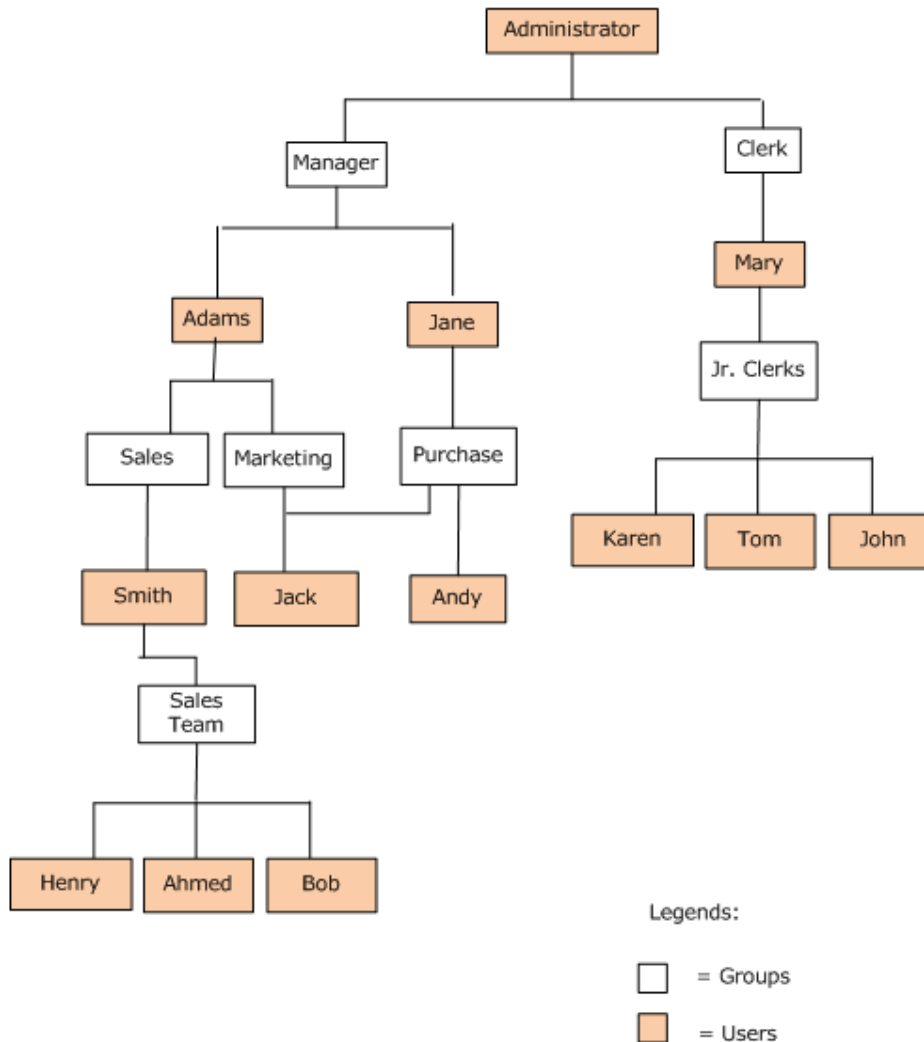 Administrator
Manager
Clerk
Mary
Adams
Jane
Jr. Clerks
Sales
Marketing
Purchase
Karen
Tom
John
Smith
Jack
Andy
Sales
Team
Henry
Ahmed
Bob
Legends:
= Groups
= Users